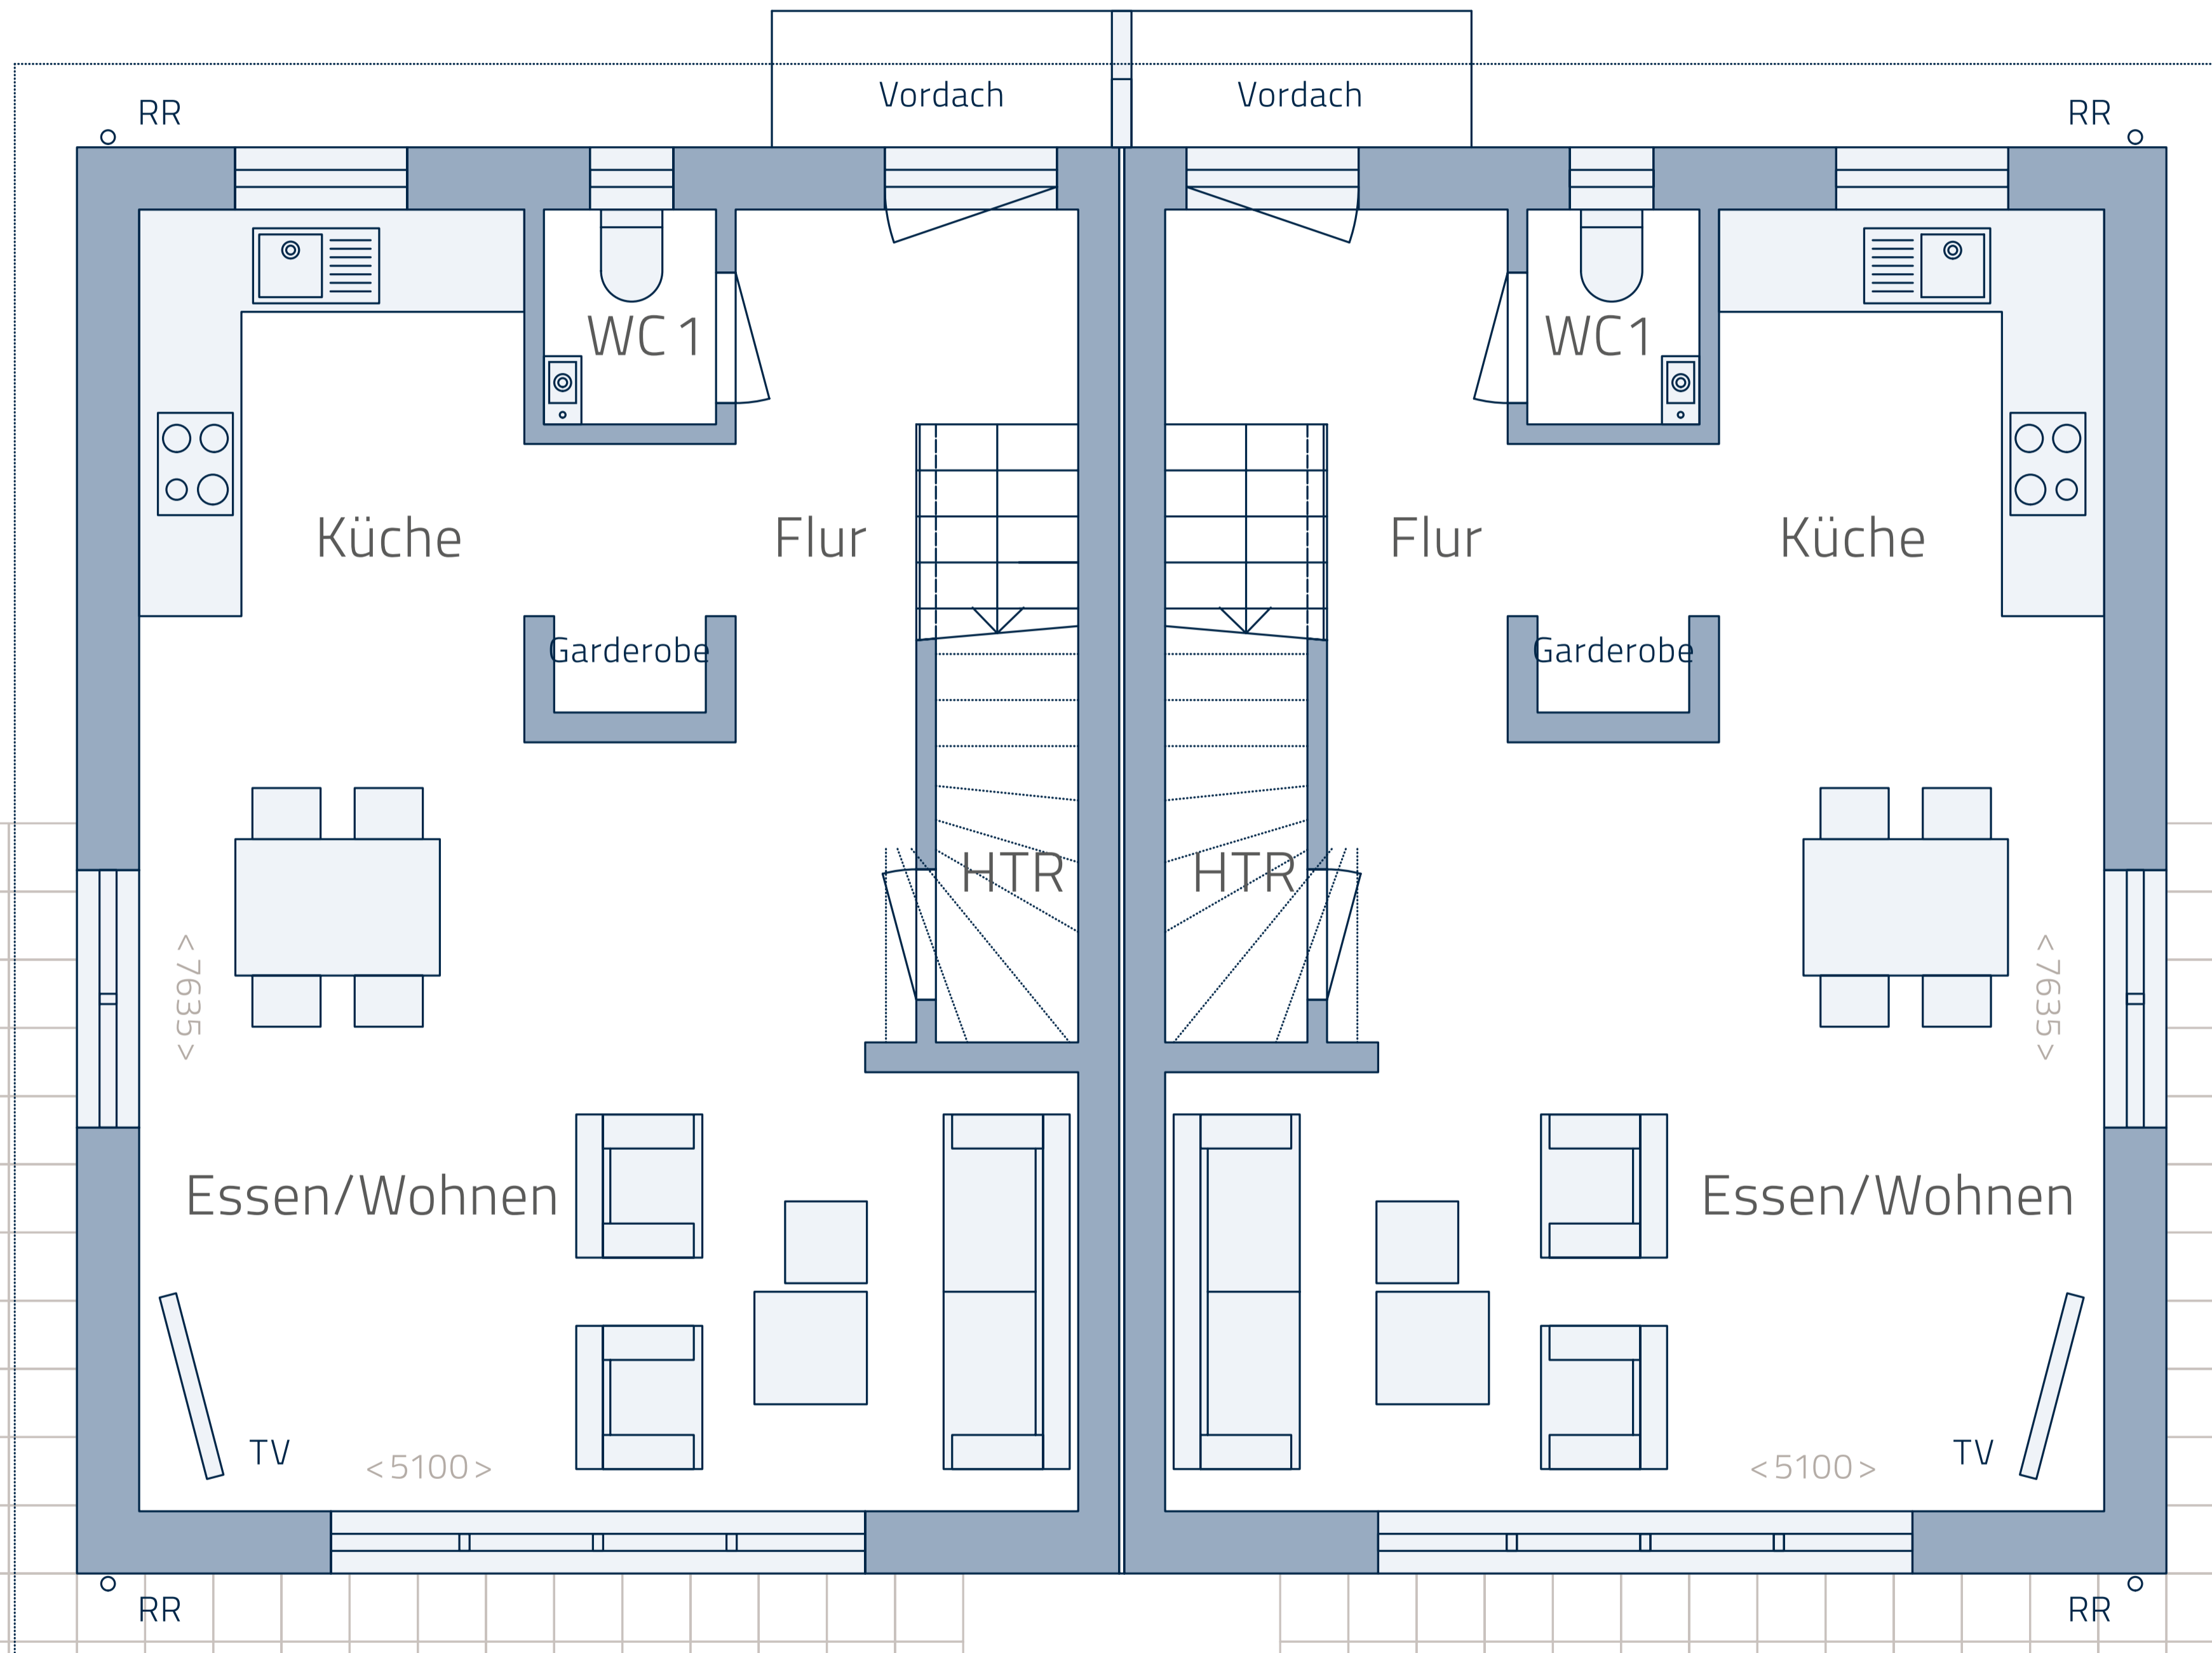 Vordach
Vordach
RR
RR
WC 1
WC 1
Küche
Flur
Flur
Küche
Garderobe
Garderobe
HTR
HTR
<7635>
<7635>
Essen/Wohnen
Essen/Wohnen
TV
<5100>
<5100>
TV
RR
RR